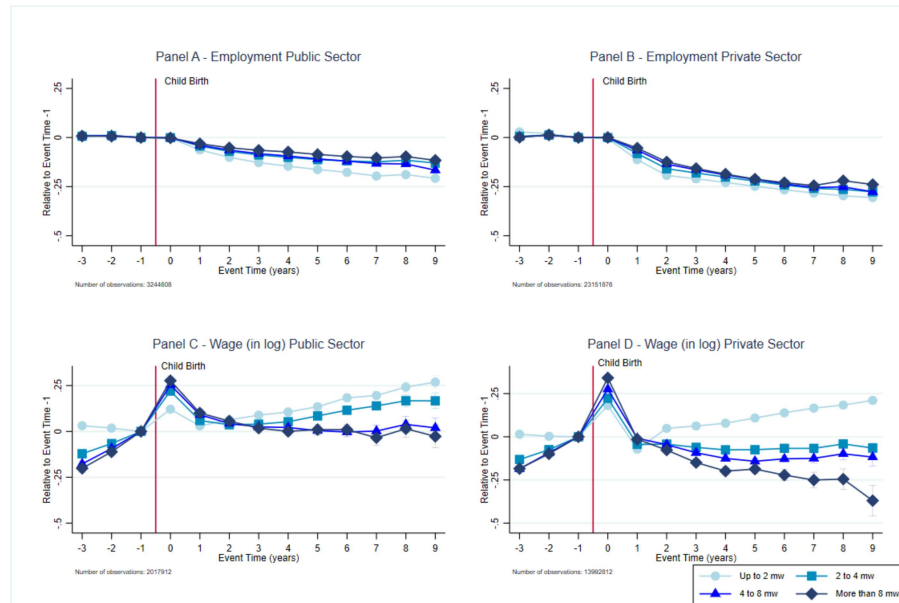 Panel A - Employment Public Sector
Child Birth
Relative to Event Time -1
.25
0
-.25
-.5
-3 -2 -1 0 1 2 3 4 5 6 7 8 9
Event Time (years)
Number of observations: 3244608
Panel B - Employment Private Sector
Child Birth
Relative to Event Time -1
.25
0
-.25
-.5
-3 -2 -1 0 1 2 3 4 5 6 7 8 9
Event Time (years)
Number of observations: 23151876
Panel C - Wage (in log) Public Sector
Child Birth
Relative to Event Time -1
.25
0
-.25
-.5
-3 -2 -1 0 1 2 3 4 5 6 7 8 9
Event Time (years)
Number of observations: 2017912
Panel D - Wage (in log) Private Sector
Child Birth
Relative to Event Time -1
.25
0
-.25
-.5
-3 -2 -1 0 1 2 3 4 5 6 7 8 9
Event Time (years)
Number of observations: 13992812
Up to 2 mw 2 to 4 mw
4 to 8 mw More than 8 mw